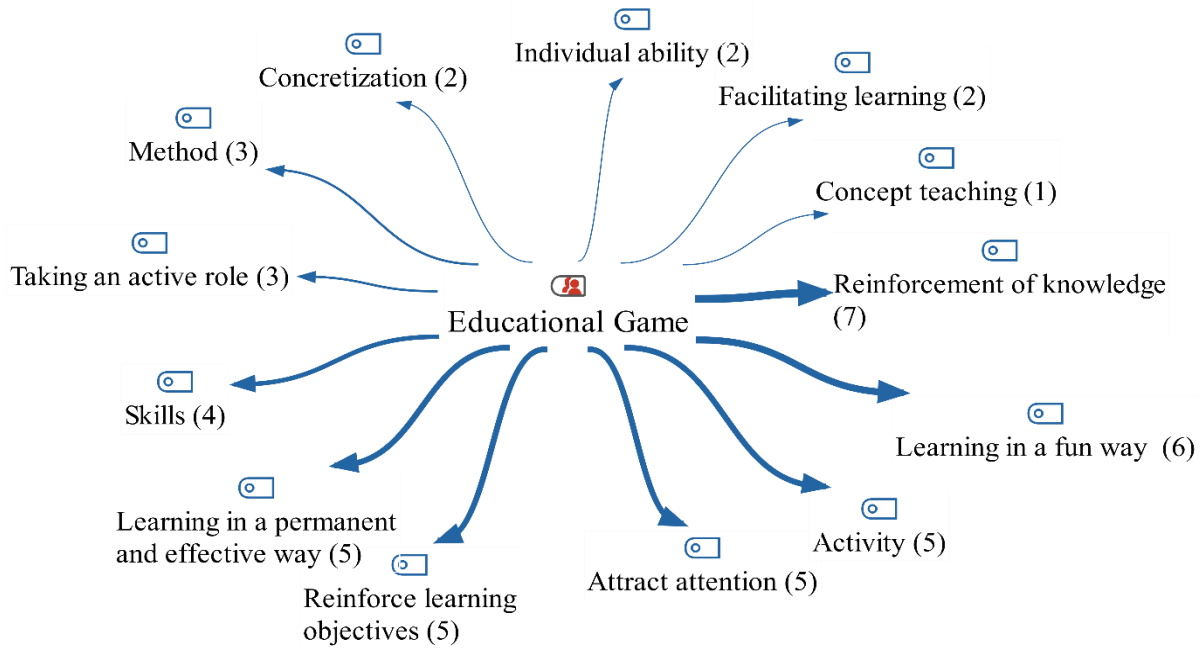 Individual ability (2)
Concretization (2)
Facilitating learning (2)
Method (3)
Concept teaching (1)
Taking an active role (3)
Reinforcement of knowledge
(7)
Educational Game
Skills (4)
Learning in a fun way (6)
Learning in a permanent
and effective way (5)
Activity (5)
Attract attention (5)
Reinforce learning
objectives (5)